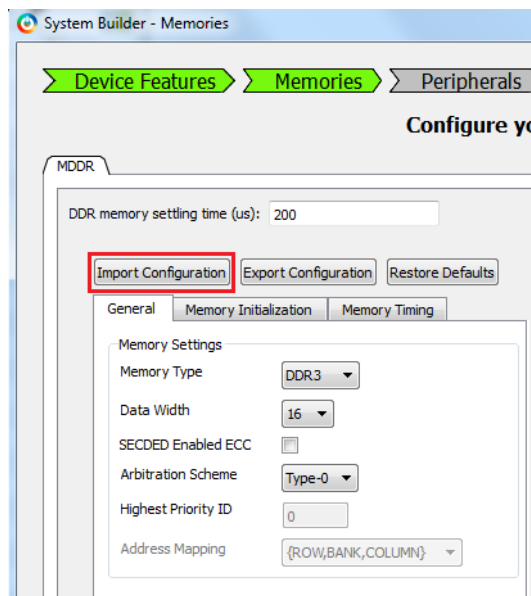 System Builder - Memories
Device Features Memories Peripherals
Configure yo
MDDR
DDR memory settling time (us): 200
Import Configuration Export Configuration Restore Defaults
General Memory Initialization Memory Timing
Memory Settings
Memory Type DDR3
Data Width 16
SECDED Enabled ECC
Arbitration Scheme Type-0
Highest Priority ID 0
Address Mapping {ROW,BANK,COLUMN}